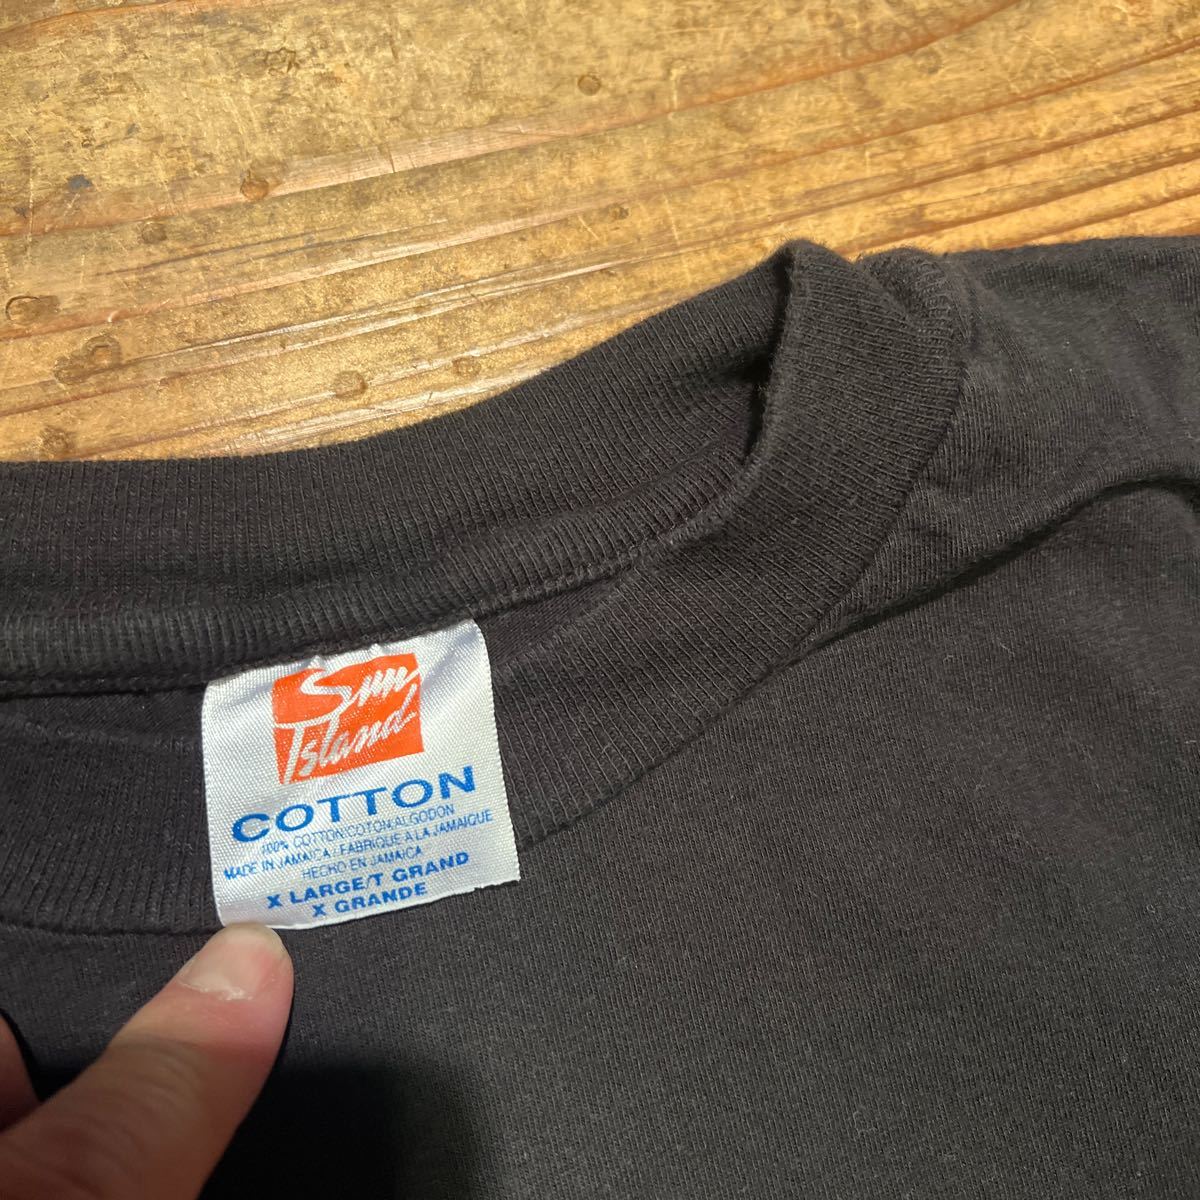 Sun
Island
COTTON
100% COTTON/COTON/ALGODON
MADE IN JAMAICA / FABRIQUE A LA JAMAIQUE
HECHO EN JAMAICA
X LARGE/T GRAND
X GRANDE